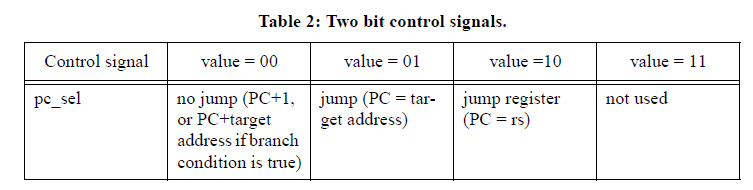 Table 2: Two bit control signals.
Control signal value = 00 value = 01 value =10 value = 11
pc_sel no jump (PC+1, jump (PC = tar- jump register not used
or PC+target get address) (PC = rs)
address if branch
condition is true)